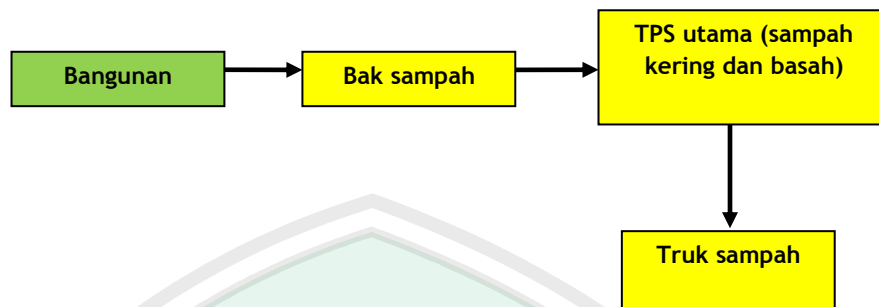 Bangunan
Bak sampah
TPS utama (sampah
kering dan basah)
Truk sampah